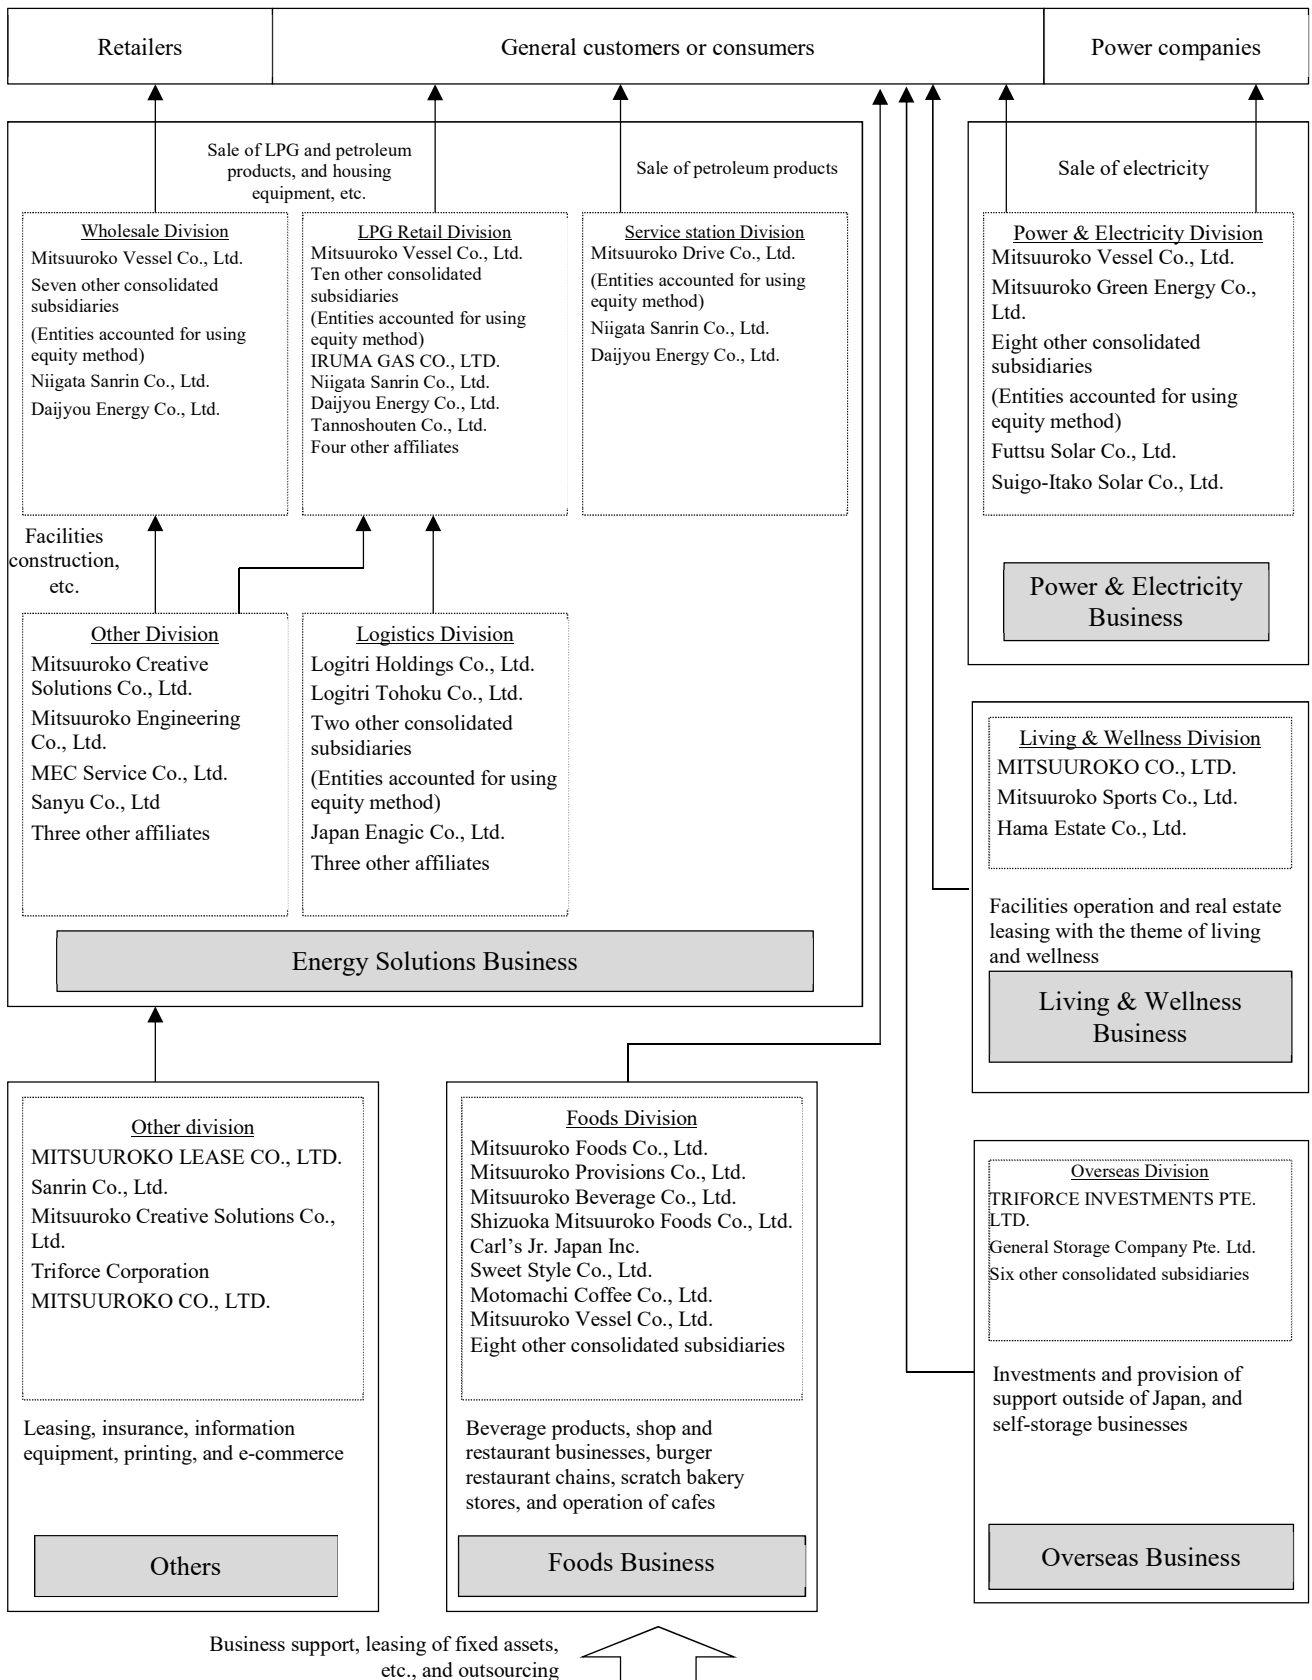 Retailers
General customers or consumers
Power companies
Sale of LPG and petroleum
products, and housing
equipment, etc.
Sale of petroleum products
Sale of electricity
Wholesale Division
Mitsuuroko Vessel Co., Ltd.
Seven other consolidated
subsidiaries
(Entities accounted for using
equity method)
Niigata Sanrin Co., Ltd.
Daijyou Energy Co., Ltd.
LPG Retail Division
Mitsuuroko Vessel Co., Ltd.
Ten other consolidated
subsidiaries
(Entities accounted for using
equity method)
IRUMA GAS CO., LTD.
Niigata Sanrin Co., Ltd.
Daijyou Energy Co., Ltd.
Tannoshouten Co., Ltd.
Four other affiliates
Service station Division
Mitsuuroko Drive Co., Ltd.
(Entities accounted for using
equity method)
Niigata Sanrin Co., Ltd.
Daijyou Energy Co., Ltd.
Power & Electricity Division
Mitsuuroko Vessel Co., Ltd.
Mitsuuroko Green Energy Co.,
Ltd.
Eight other consolidated
subsidiaries
(Entities accounted for using
equity method)
Futtsu Solar Co., Ltd.
Suigo-Itako Solar Co., Ltd.
Power & Electricity
Business
Facilities
construction,
etc.
Other Division
Mitsuuroko Creative
Solutions Co., Ltd.
Mitsuuroko Engineering
Co., Ltd.
MEC Service Co., Ltd.
Sanyu Co., Ltd
Three other affiliates
Logistics Division
Logitri Holdings Co., Ltd.
Logitri Tohoku Co., Ltd.
Two other consolidated
subsidiaries
(Entities accounted for using
equity method)
Japan Enagic Co., Ltd.
Three other affiliates
Energy Solutions Business
Living & Wellness Division
MITSUUROKO CO., LTD.
Mitsuuroko Sports Co., Ltd.
Hama Estate Co., Ltd.
Facilities operation and real estate
leasing with the theme of living
and wellness
Living & Wellness
Business
Other division
MITSUUROKO LEASE CO., LTD.
Sanrin Co., Ltd.
Mitsuuroko Creative Solutions Co.,
Ltd.
Triforce Corporation
MITSUUROKO CO., LTD.
Leasing, insurance, information
equipment, printing, and e-commerce
Others
Foods Division
Mitsuuroko Foods Co., Ltd.
Mitsuuroko Provisions Co., Ltd.
Mitsuuroko Beverage Co., Ltd.
Shizuoka Mitsuuroko Foods Co., Ltd.
Carl’s Jr. Japan Inc.
Sweet Style Co., Ltd.
Motomachi Coffee Co., Ltd.
Mitsuuroko Vessel Co., Ltd.
Eight other consolidated subsidiaries
Beverage products, shop and
restaurant businesses, burger
restaurant chains, scratch bakery
stores, and operation of cafes
Foods Business
Overseas Division
TRIFORCE INVESTMENTS PTE.
LTD.
General Storage Company Pte. Ltd.
Six other consolidated subsidiaries
Investments and provision of
support outside of Japan, and
self-storage businesses
Overseas Business
Business support, leasing of fixed assets,
etc., and outsourcing